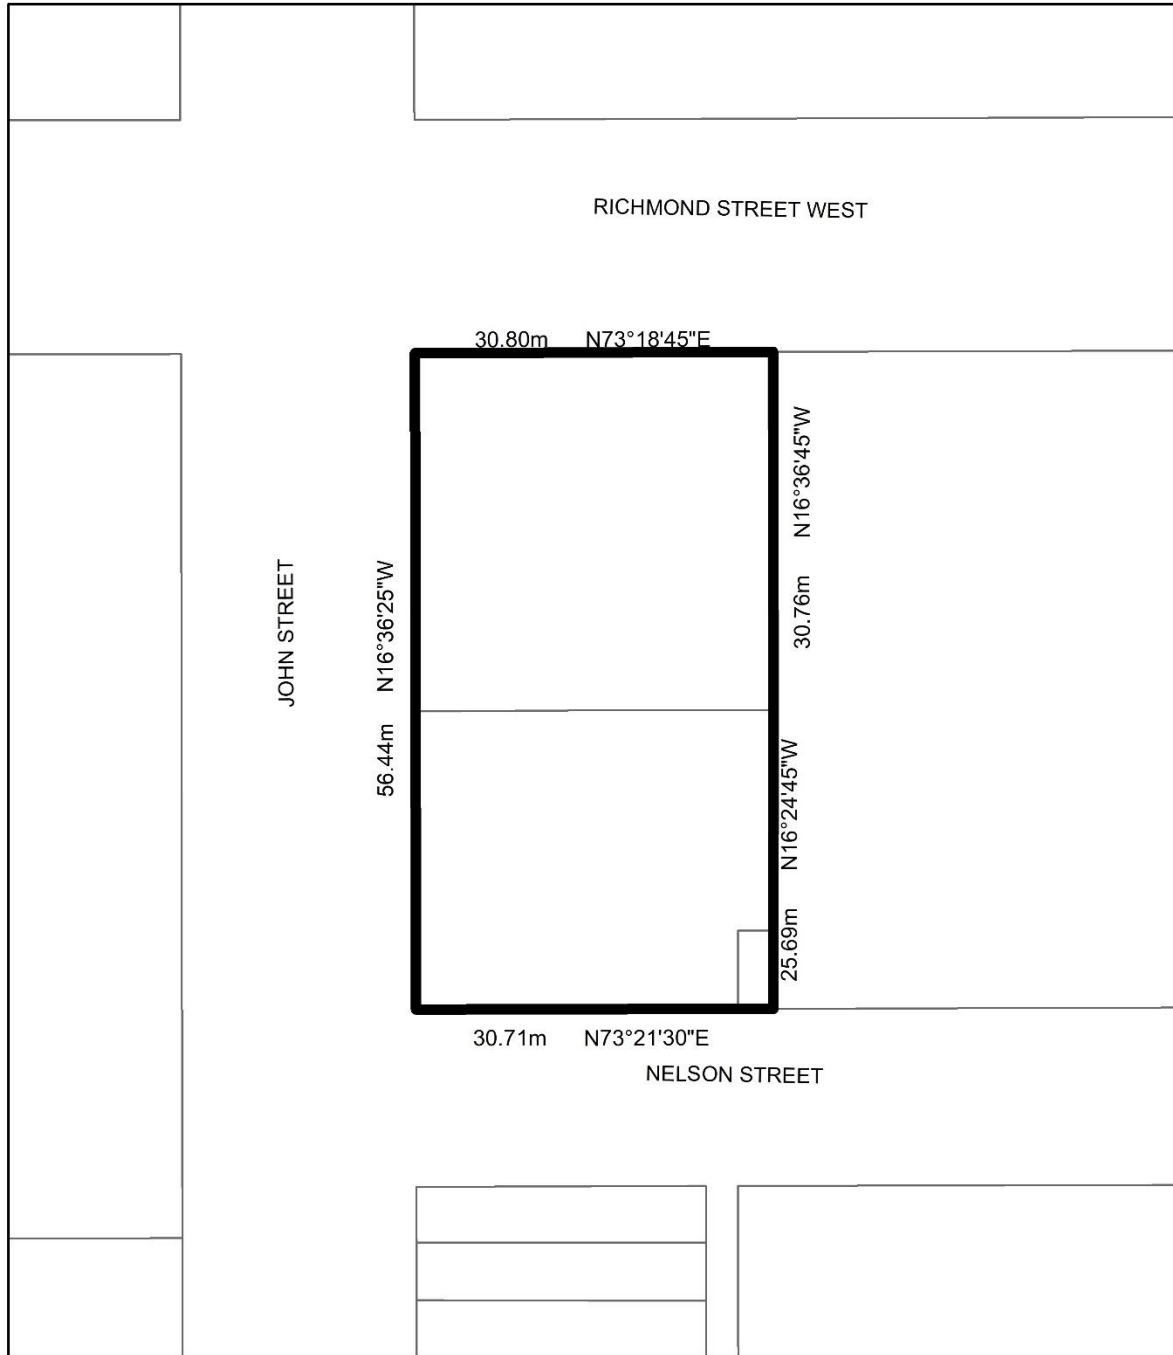 RICHMOND STREET WEST
30.80m N73°18'45"E
N16°36'45"W
30.76m
JOHN STREET
N16°36'25"W
56.44m
N16°24'45"W
25.69m
30.71m N73°21'30"E
NELSON STREET